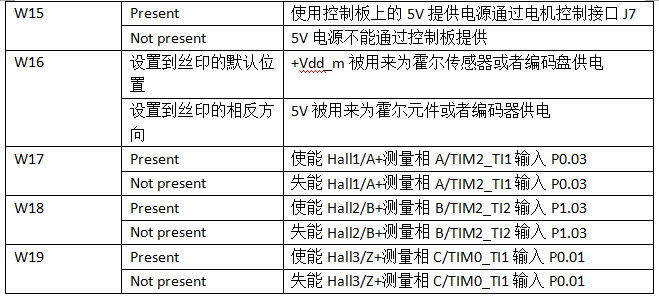 W15 Present 使用控制板上的 5V 提供电源通过电机控制接口 J7
Not present 5V 电源不能通过控制板提供
W16 设置到丝印的默认位 +Vdd_m 被用来为霍尔传感器或者编码盘供电
置
设置到丝印的相反方 5V 被用来为霍尔元件或者编码器供电
向
W17 Present 使能 Hall1/A+测量相 A/TIM2_TI1 输入 P0.03
Not present 失能 Hall1/A+测量相 A/TIM2_TI1 输入 P0.03
W18 Present 使能 Hall2/B+测量相 B/TIM2_TI2 输入 P1.03
Not present 失能 Hall2/B+测量相 B/TIM2_TI2 输入 P1.03
W19 Present 使能 Hall3/Z+测量相 C/TIM0_TI1 输入 P0.01
Not present 失能 Hall3/Z+测量相 C/TIM0_TI1 输入 P0.01